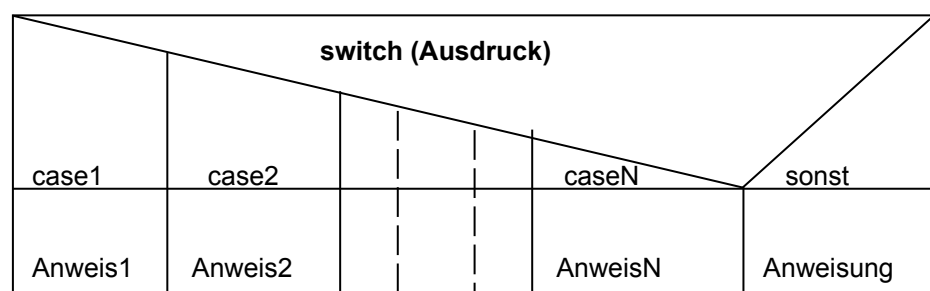 switch (Ausdruck)
case1 case2 caseN sonst
Anweis1 Anweis2 AnweisN Anweisung